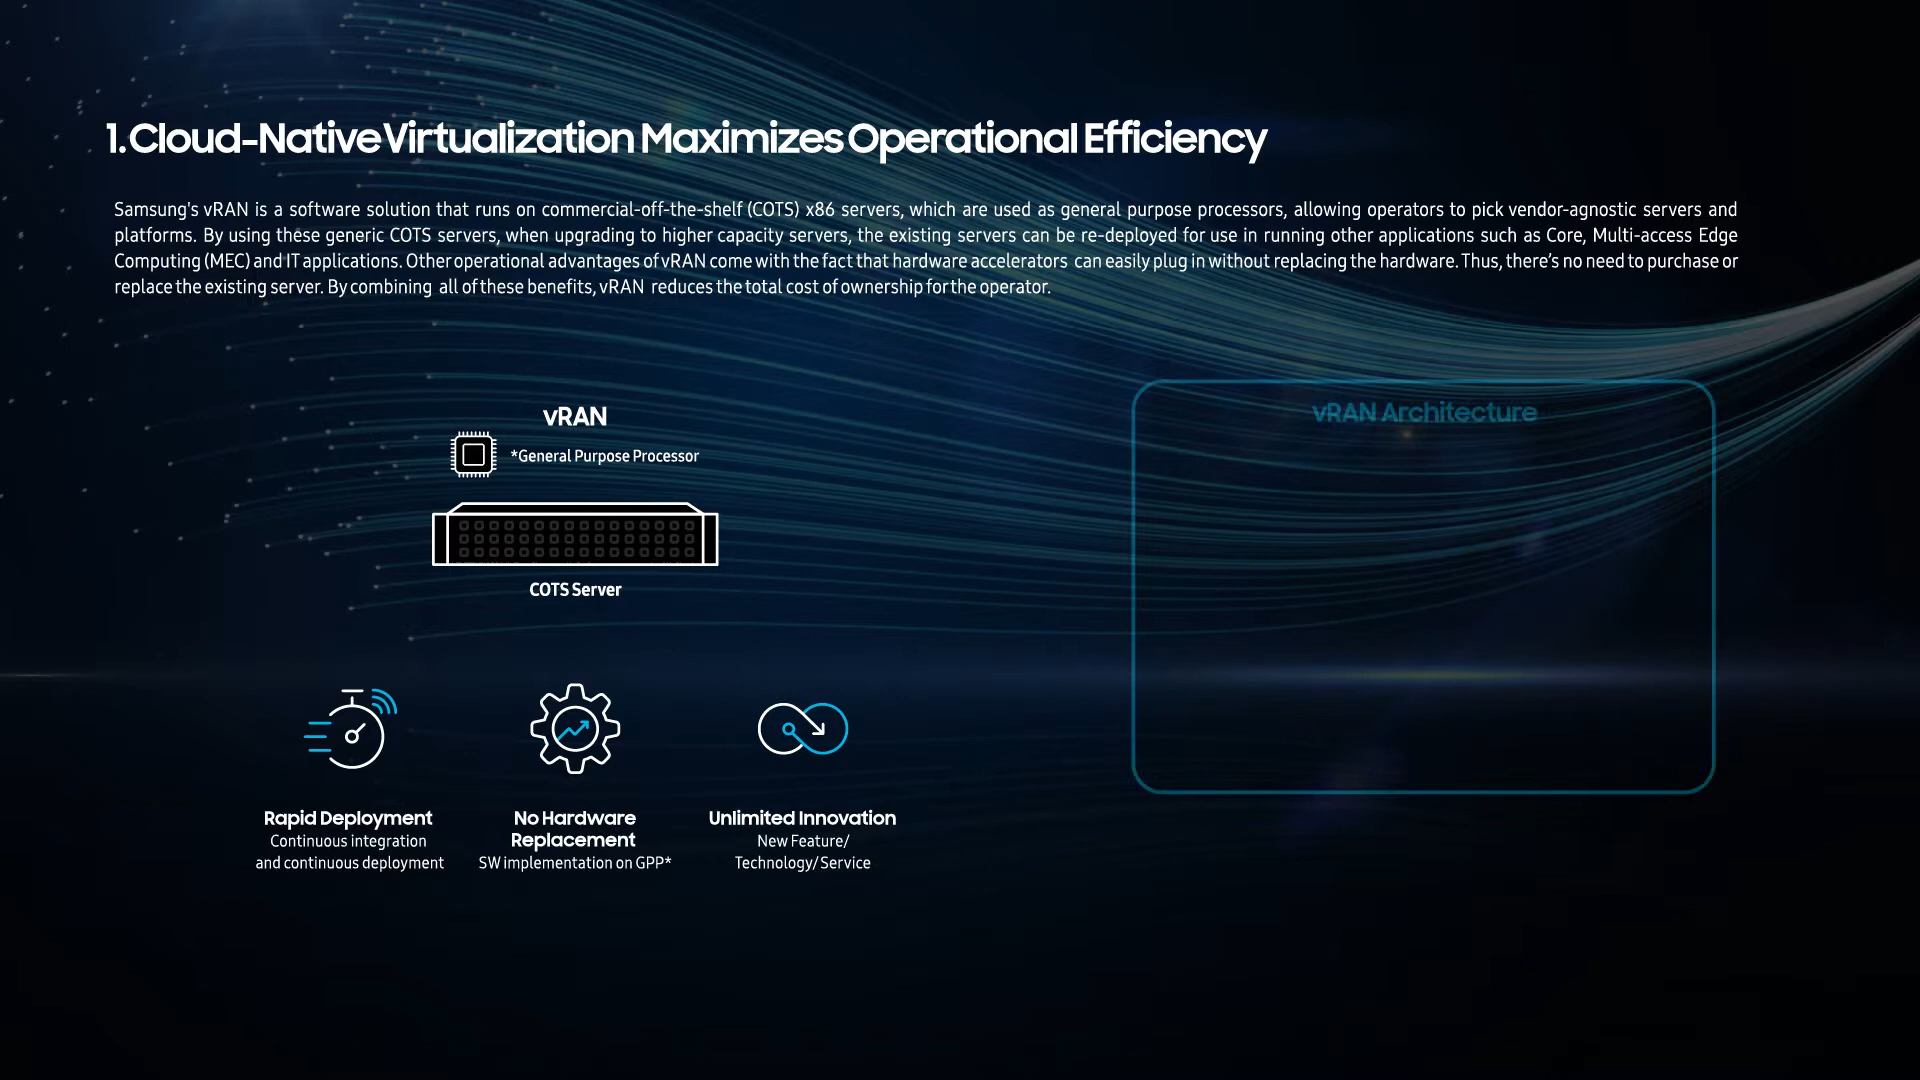 1. Cloud-Native Virtualization Maximizes Operational Efficiency
Samsung's vRAN is a software solution that runs on commercial-off-the-shelf (COTS) x86 servers, which are used as general purpose processors, allowing operators to pick vendor-agnostic servers and
platforms. By using these generic COTS servers, when upgrading to higher capacity servers, the existing servers can be re-deployed for use in running other applications such as Core, Multi-access Edge
Computing (MEC) and IT applications. Other operational advantages of vRAN come with the fact that hardware accelerators can easily plug in without replacing the hardware. Thus, there's no need to purchase or
replace the existing server. By combining all of these benefits, vRAN reduces the total cost of ownership for the operator.
vRAN
*General Purpose Processor
COTS Server
Rapid Deployment
Continuous integration
and continuous deployment
No Hardware
Replacement
SW implementation on GPP*
Unlimited Innovation
New Feature/
Technology/Service
vRAN Architecture